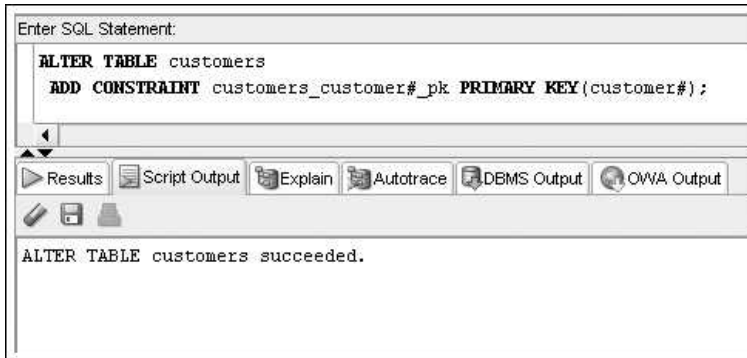 Enter SQL Statement:
ALTER TABLE customers
ADD CONSTRAINT customers_customer#_pk PRIMARY KEY(customer#);
Results Script Output Explain Autotrace DBMS Output OWA Output
ALTER TABLE customers succeeded.